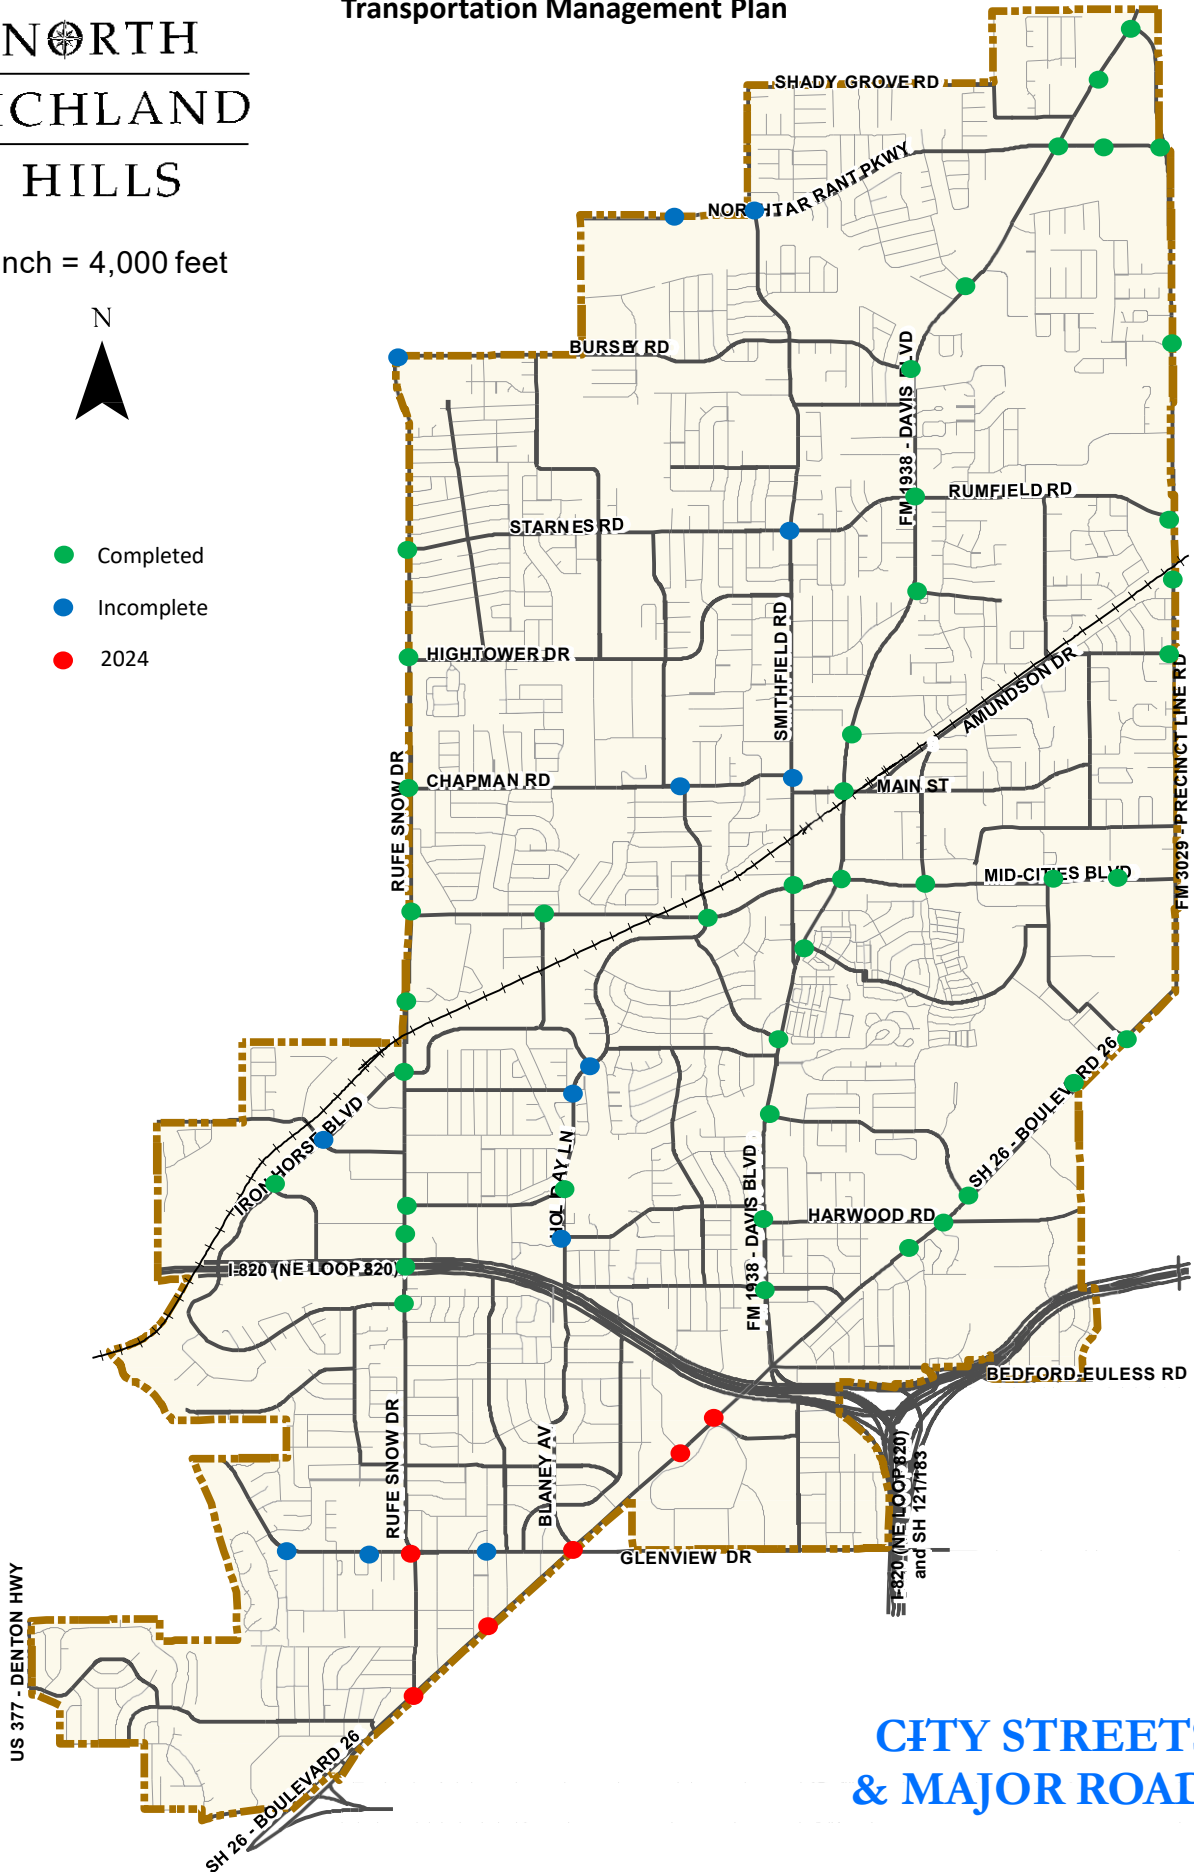 Transportation Management Plan
NORTH
ICHLAND
HILLS
nch = 4,000 feet
N
Completed
Incomplete
2024
SHADY GROVE RD
NORTH TARRANT PKWY
BURSEY RD
FM 1938 - DAVIS BLVD
RUMFIELD RD
STARNES RD
SMITHFIELD RD
HIGHTOWER DR
AMUNDSON DR
FM 3029 - PRECINCT LINE RD
RUFE SNOW DR
CHAPMAN RD
MAIN ST
MID-CITIES BLVD
SH 26 - BOULEVARD 26
IRON HORSE BLVD
HOLIDAY LN
FM 1938 - DAVIS BLVD
HARWOOD RD
I-820 (NE LOOP 820)
BEDFORD-EULESS RD
RUFE SNOW DR
BLANEY AV
I-820 (NE LOOP 820)
and SH 121/183
GLENVIEW DR
US 377 - DENTON HWY
SH 26 - BOULEVARD 26
CITY STREETS
& MAJOR ROAD